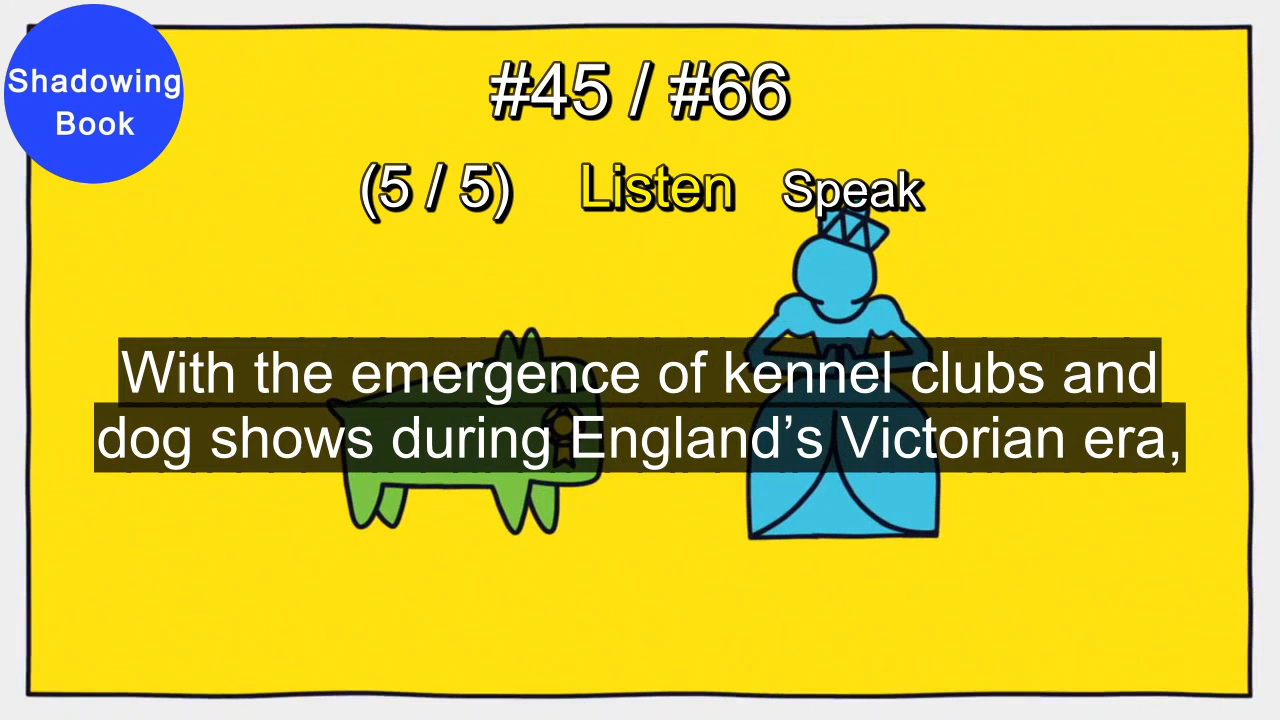 Shadowing
Book
#45 / #66
(5 / 5) Listen Speak
With the emergence of kennel clubs and
dog shows during England’s Victorian era,